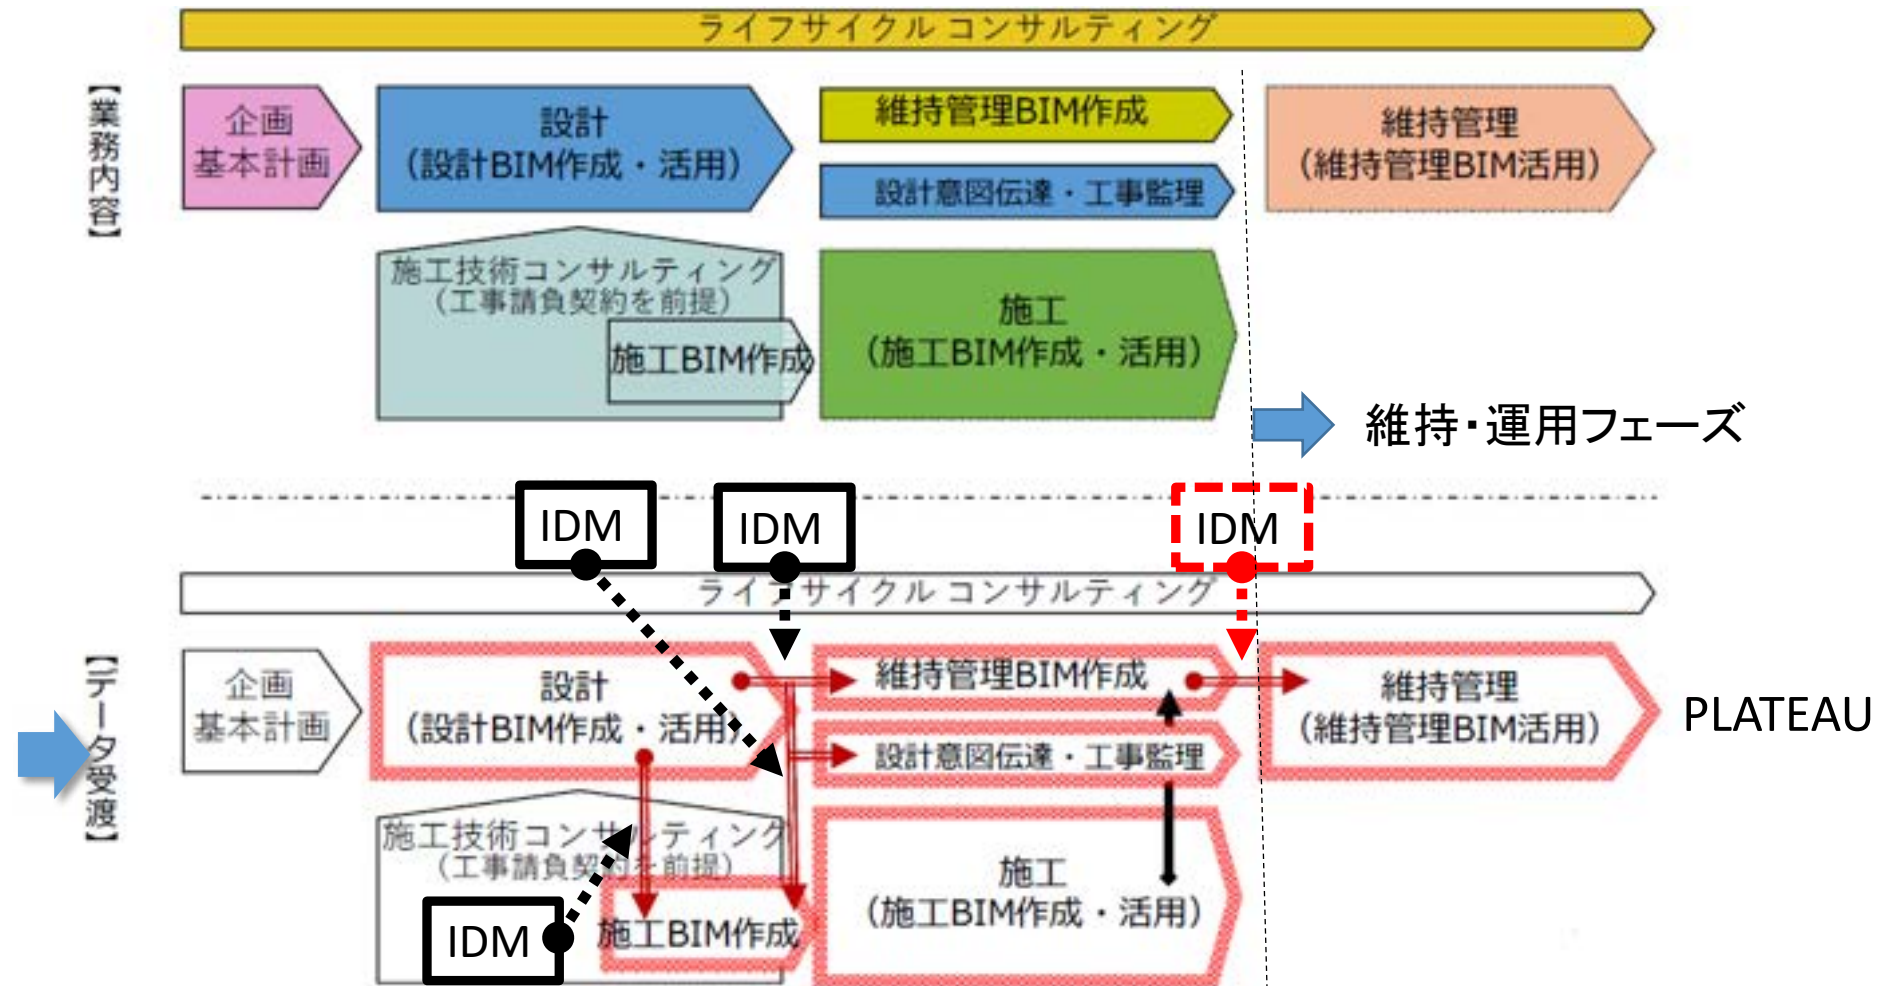 ライフサイクル コンサルティング
【業務内容】
企画
基本計画
設計
（設計BIM作成・活用）
維持管理BIM作成
設計意図伝達・工事監理
維持管理
（維持管理BIM活用）
施工技術コンサルティング
（工事請負契約を前提）
施工BIM作成
施工
（施工BIM作成・活用）
維持・運用フェーズ
IDM
IDM
IDM
ライフサイクル コンサルティング
【データ受渡】
企画
基本計画
設計
（設計BIM作成・活用）
維持管理BIM作成
設計意図伝達・工事監理
維持管理
（維持管理BIM活用）
PLATEAU
施工技術コンサルティング
（工事請負契約を前提）
IDM
施工BIM作成
施工
（施工BIM作成・活用）